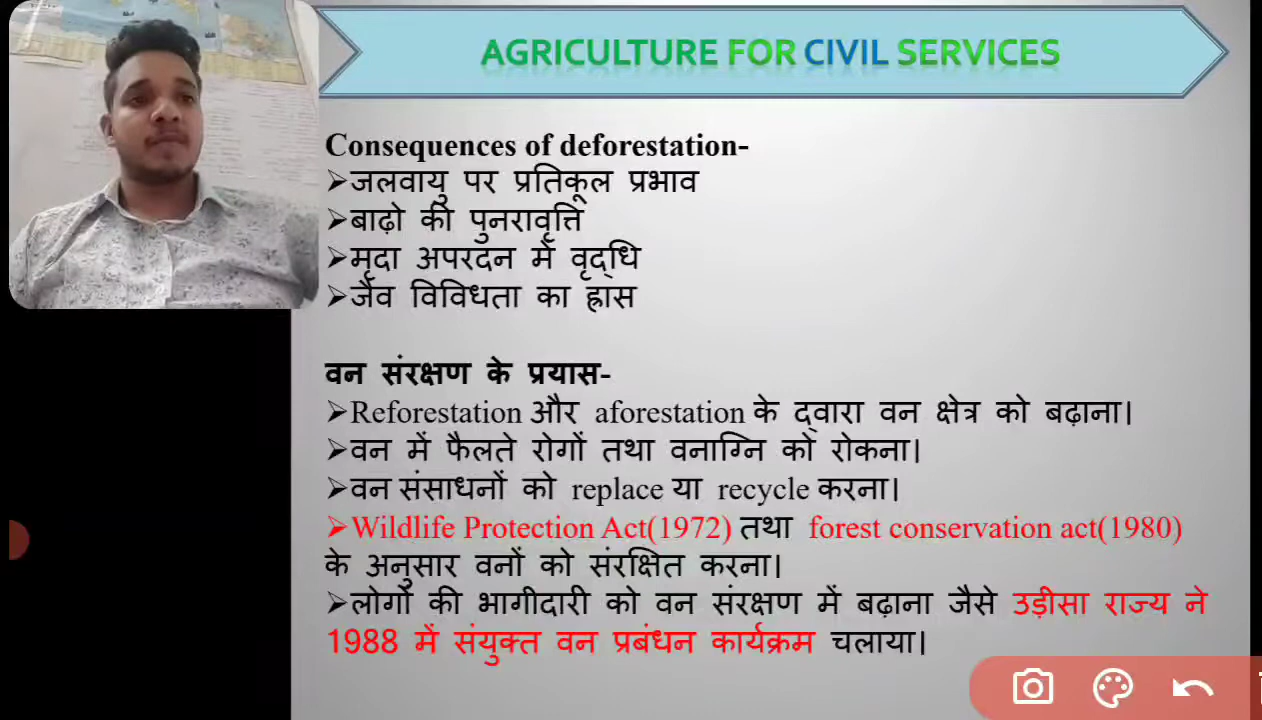 AGRICULTURE FOR CIVIL SERVICES
Consequences of deforestation-
➢जलवायु पर प्रतिकूल प्रभाव
➢बाढ़ो की पुनरावृत्ति
➢मृदा अपरदन में वृद्धि
➢जैव विविधता का ह्रास
वन संरक्षण के प्रयास-
➢Reforestation और aforestation के द्वारा वन क्षेत्र को बढ़ाना।
➢वन में फैलते रोगों तथा वनाग्नि को रोकना।
➢वन संसाधनों को replace या recycle करना।
➢Wildlife Protection Act(1972) तथा forest conservation act(1980)
के अनुसार वनों को संरक्षित करना।
➢लोगों की भागीदारी को वन संरक्षण में बढ़ाना जैसे उड़ीसा राज्य ने
1988 में संयुक्त वन प्रबंधन कार्यक्रम चलाया।